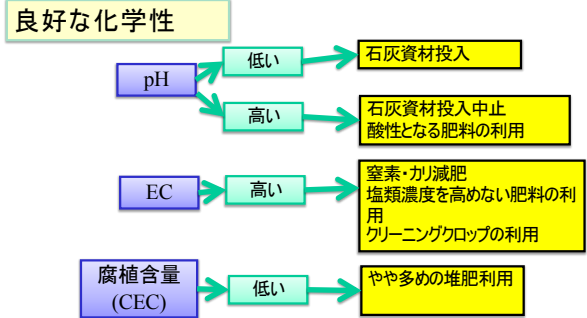 良好な化学性
pH
低い
石灰資材投入
高い
石灰資材投入中止
酸性となる肥料の利用
EC
高い
窒素・カリ減肥
塩類濃度を高めない肥料の利
用
クリーニングクロップの利用
腐植含量
(CEC)
低い
やや多めの堆肥利用